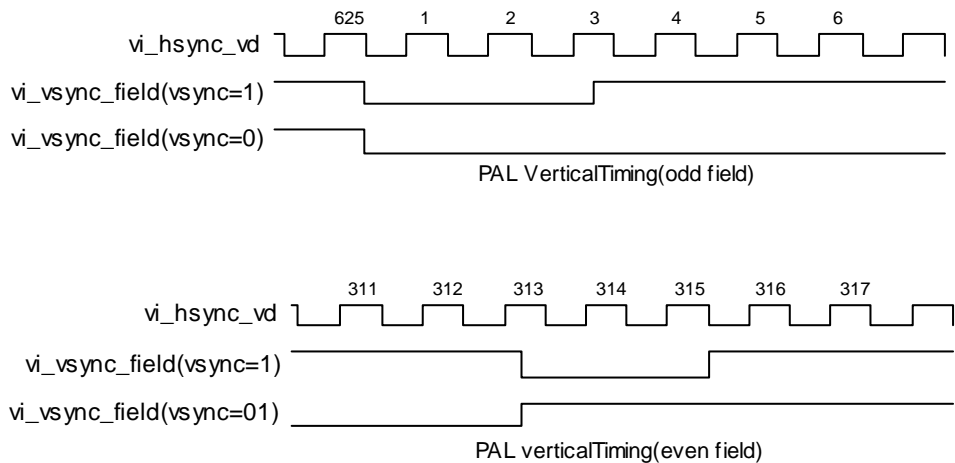 625 1 2 3 4 5 6
vi_hsync_vd
vi_vsync_field(vsync=1)
vi_vsync_field(vsync=0)
PAL VerticalTiming(odd field)
311 312 313 314 315 316 317
vi_hsync_vd
vi_vsync_field(vsync=1)
vi_vsync_field(vsync=01)
PAL verticalTiming(even field)